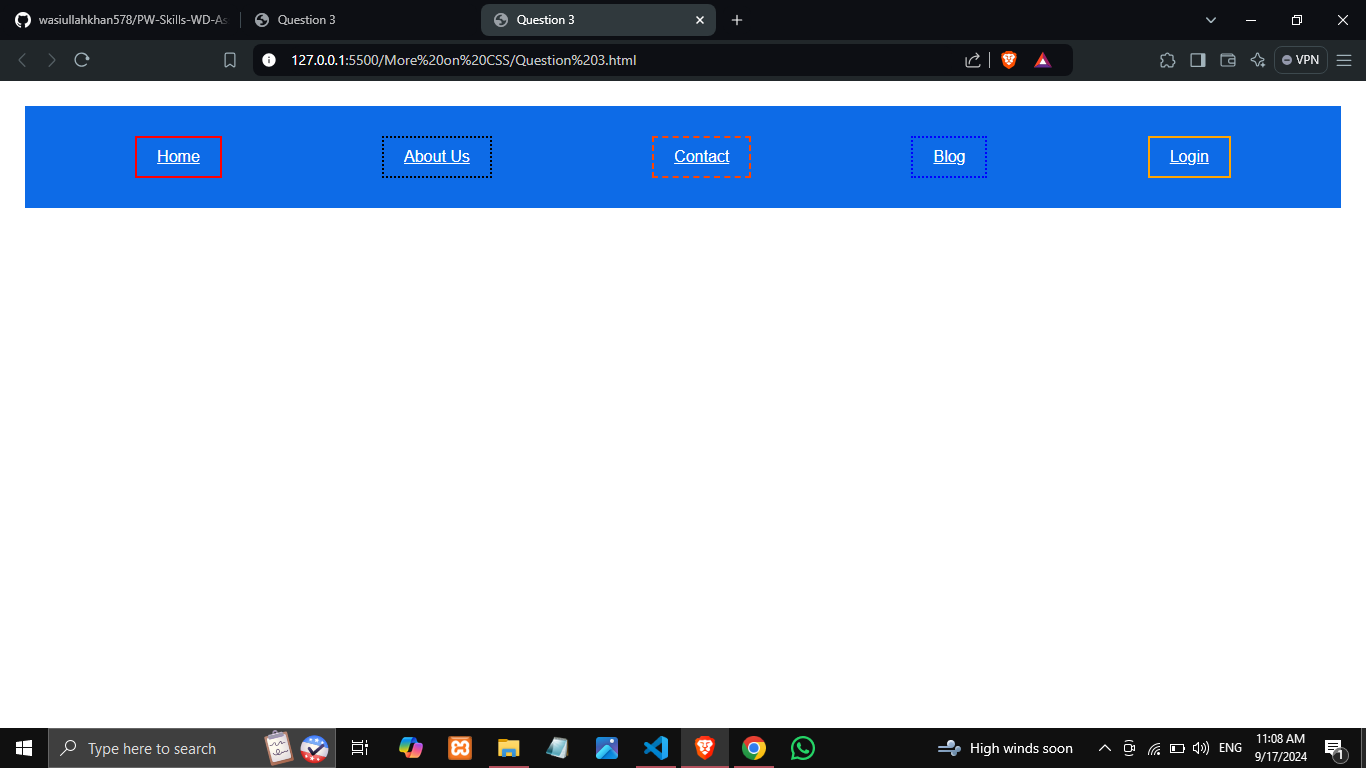 wasiullahkhan578/PW-Skills-WD-As
Question 3
Question 3
127.0.0.1:5500/More%20on%20CSS/Question%203.html
VPN
Home
About Us
Contact
Blog
Login
Type here to search
High winds soon
ENG
11:08 AM
9/17/2024
1